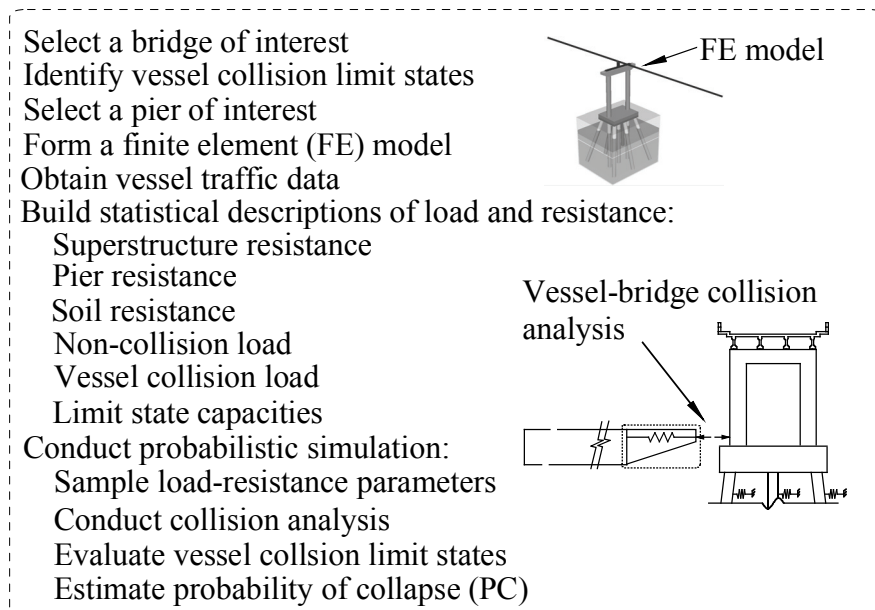 Select a bridge of interest
Identify vessel collision limit states
Select a pier of interest
Form a finite element (FE) model
Obtain vessel traffic data
Build statistical descriptions of load and resistance:
Superstructure resistance
Pier resistance
Soil resistance
Non-collision load
Vessel collision load
Limit state capacities
Conduct probabilistic simulation:
Sample load-resistance parameters
Conduct collision analysis
Evaluate vessel collsion limit states
Estimate probability of collapse (PC)
FE model
Vessel-bridge collision
analysis